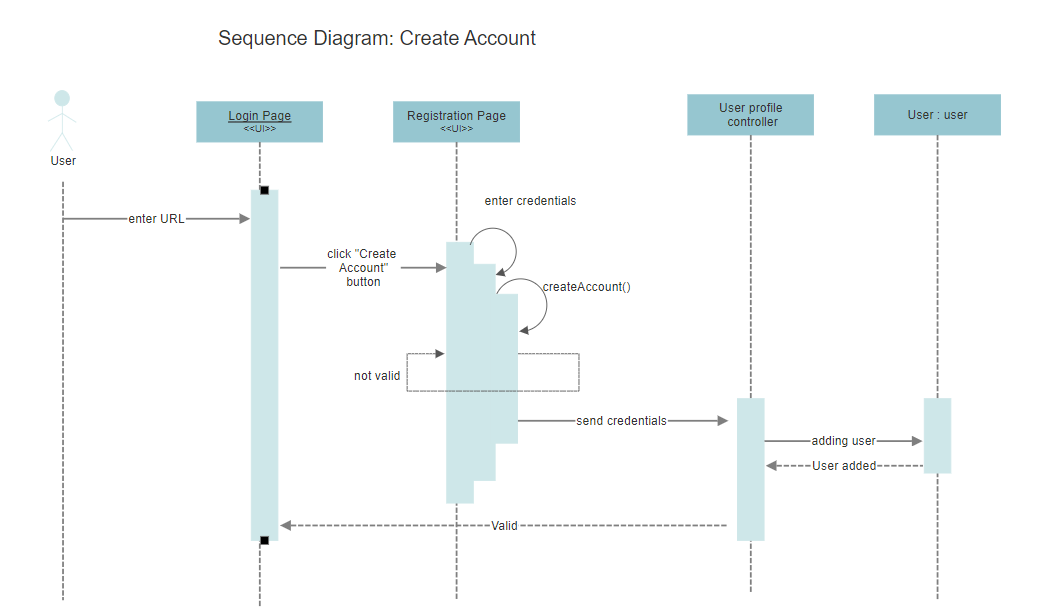 Sequence Diagram: Create Account
User
Login Page
<<UI>>
Registration Page
<<UI>>
User profile
controller
User : user
enter credentials
enter URL
click "Create
Account"
button
createAccount()
not valid
send credentials
adding user
User added
Valid